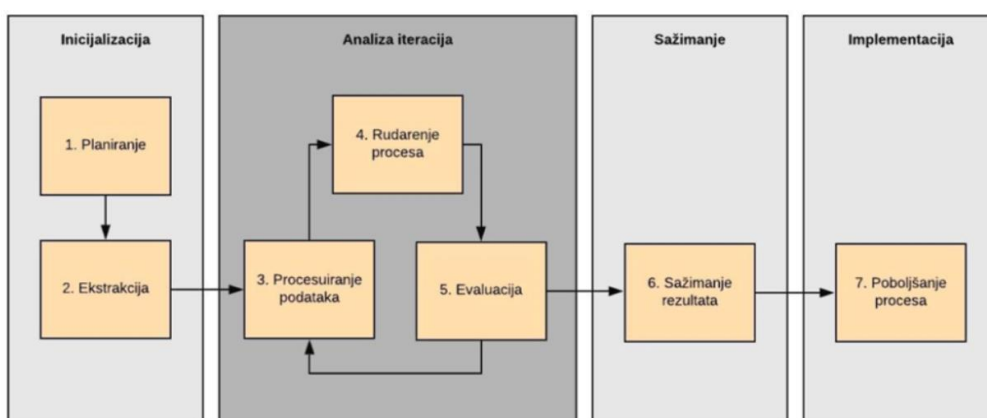 Inicijalizacija
1. Planiranje
2. Ekstrakcija
Analiza iteracija
3. Procesuiranje
podataka
4. Rudarenje
procesa
5. Evaluacija
Sažimanje
6. Sažimanje
rezultata
Implementacija
7. Poboljšanje
procesa